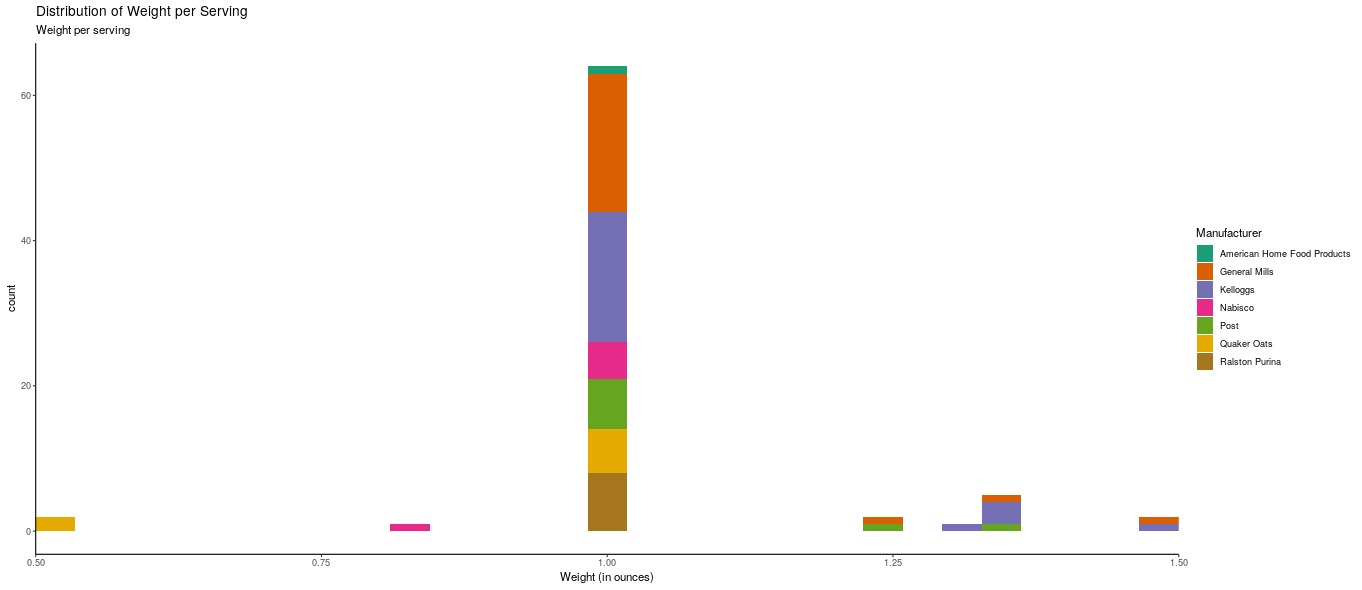 Distribution of Weight per Serving
Weight per serving
count
60
40
20
0
0.50
0.75
1.00
1.25
1.50
Weight (in ounces)
Manufacturer
American Home Food Products
General Mills
Kelloggs
Nabisco
Post
Quaker Oats
Ralston Purina